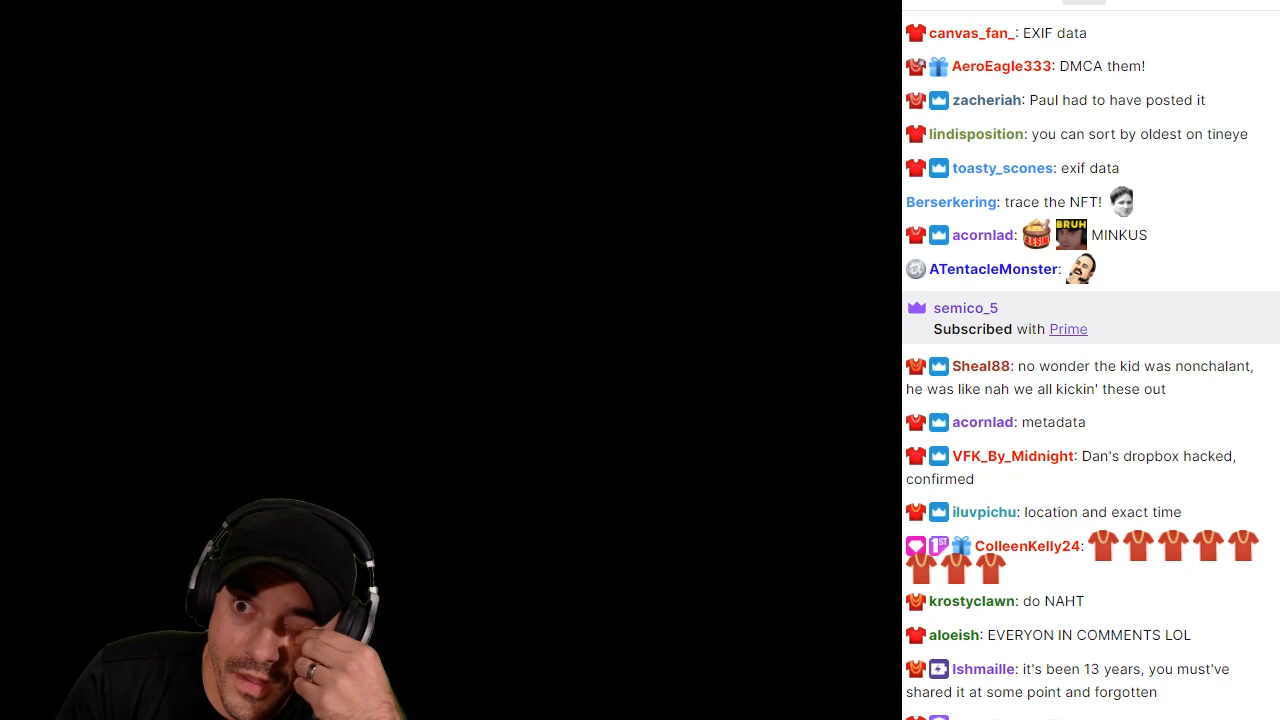 canvas_fan_: EXIF data
AeroEagle333: DMCA them!
zacheriah: Paul had to have posted it
lindisposition: you can sort by oldest on tineye
toasty_scones: exif data
Berserkering: trace the NFT!
acornlad: RESIN BRUH MINKUS
ATentacleMonster:
semico_5
Subscribed with Prime
Sheal88: no wonder the kid was nonchalant,
he was like nah we all kickin' these out
acornlad: metadata
VFK_By_Midnight: Dan's dropbox hacked,
confirmed
iluvpichu: location and exact time
1ST ColleenKelly24:
krostyclawn: do NAHT
aloeish: EVERYON IN COMMENTS LOL
Ishmaille: it's been 13 years, you must've
shared it at some point and forgotten